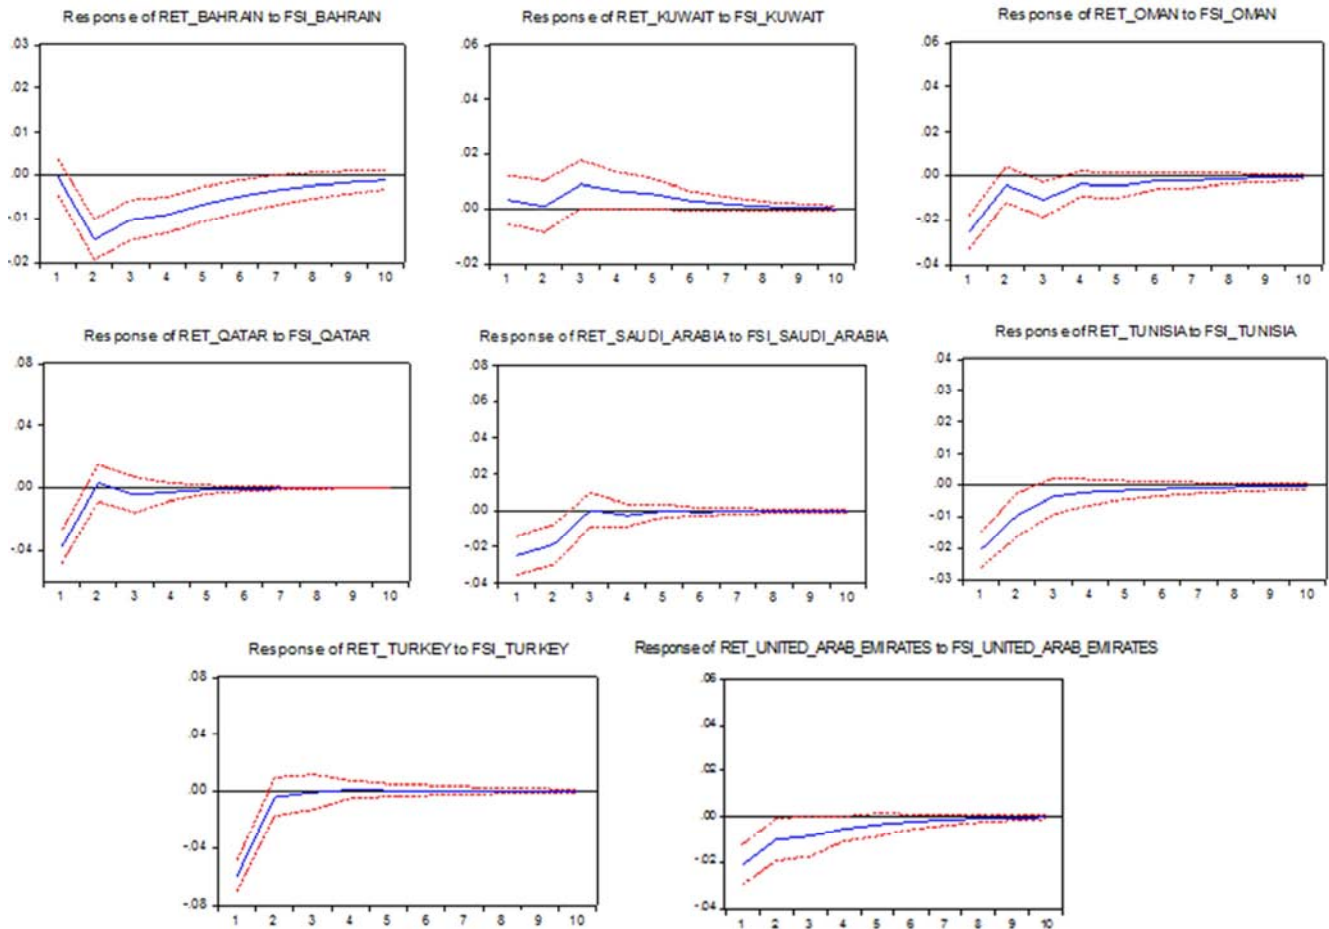 Response of RET_BAHRAIN to FSI_BAHRAIN
.03
.02
.01
.00
-.01
-.02
1 2 3 4 5 6 7 8 9 10
Response of RET_KUWAIT to FSI_KUWAIT
.06
.04
.02
.00
-.02
1 2 3 4 5 6 7 8 9 10
Response of RET_OMAN to FSI_OMAN
.06
.04
.02
.00
-.02
-.04
1 2 3 4 5 6 7 8 9 10
Response of RET_QATAR to FSI_QATAR
.08
.04
.00
-.04
1 2 3 4 5 6 7 8 9 10
Response of RET_SAUDI_ARABIA to FSI_SAUDI_ARABIA
.08
.06
.04
.02
.00
-.02
-.04
1 2 3 4 5 6 7 8 9 10
Response of RET_TUNISIA to FSI_TUNISIA
.04
.03
.02
.01
.00
-.01
-.02
-.03
1 2 3 4 5 6 7 8 9 10
Response of RET_TURKEY to FSI_TURKEY
.08
.04
.00
-.04
-.08
1 2 3 4 5 6 7 8 9 10
Response of RET_UNITED_ARAB_EMIRATES to FSI_UNITED_ARAB_EMIRATES
.06
.04
.02
.00
-.02
-.04
1 2 3 4 5 6 7 8 9 10